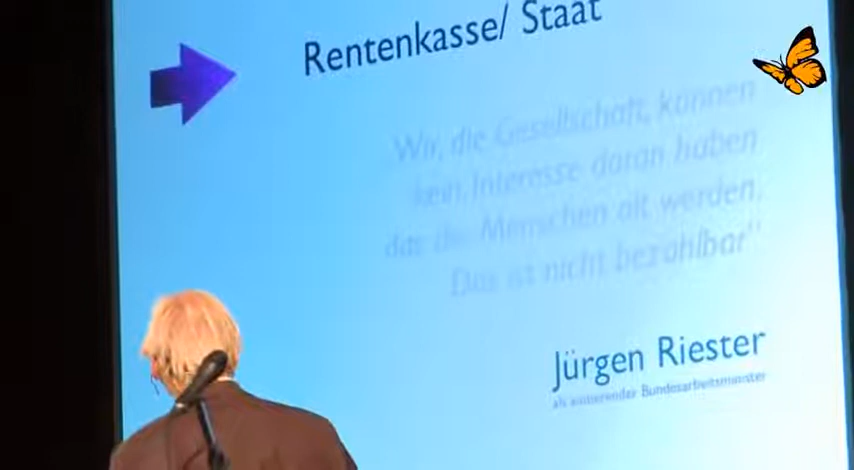 Rentenkasse/ Staat
Wir, die Gesellschaft, können
kein Interesse daran haben
das die Menschen alt werden,
Das ist nicht bezahlbar"
Jürgen Riester
als amtierender Bundesarbeitsminister